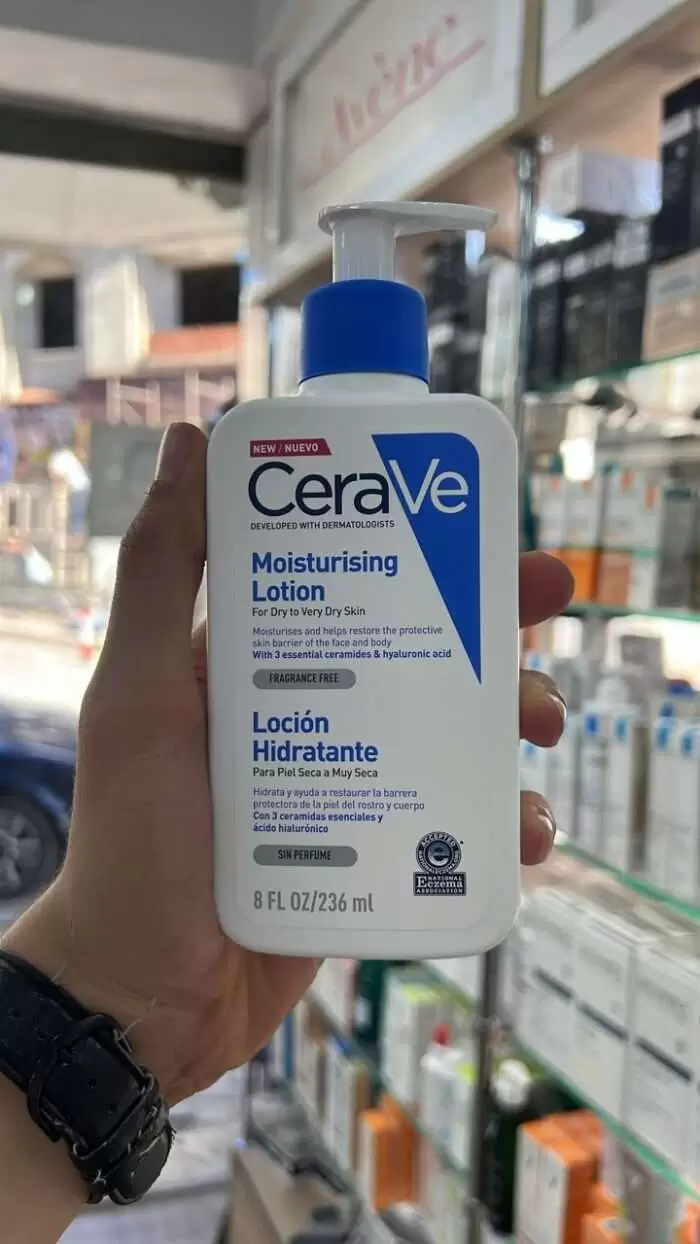 Avène
NEW / NUEVO
CeraVe
DEVELOPED WITH DERMATOLOGISTS
Moisturising
Lotion
For Dry to Very Dry Skin
Moisturises and helps restore the protective
skin barrier of the face and body
With 3 essential ceramides & hyaluronic acid
FRAGRANCE FREE
Loción
Hidratante
Para Piel Seca a Muy Seca
Hidrata y ayuda a restaurar la barrera
protectora de la piel del rostro y cuerpo
Con 3 ceramidas esenciales y
ácido hialurónico
SIN PERFUME
ACCEPTED
e
NATIONAL
Eczema
ASSOCIATION
8 FL OZ/236 ml